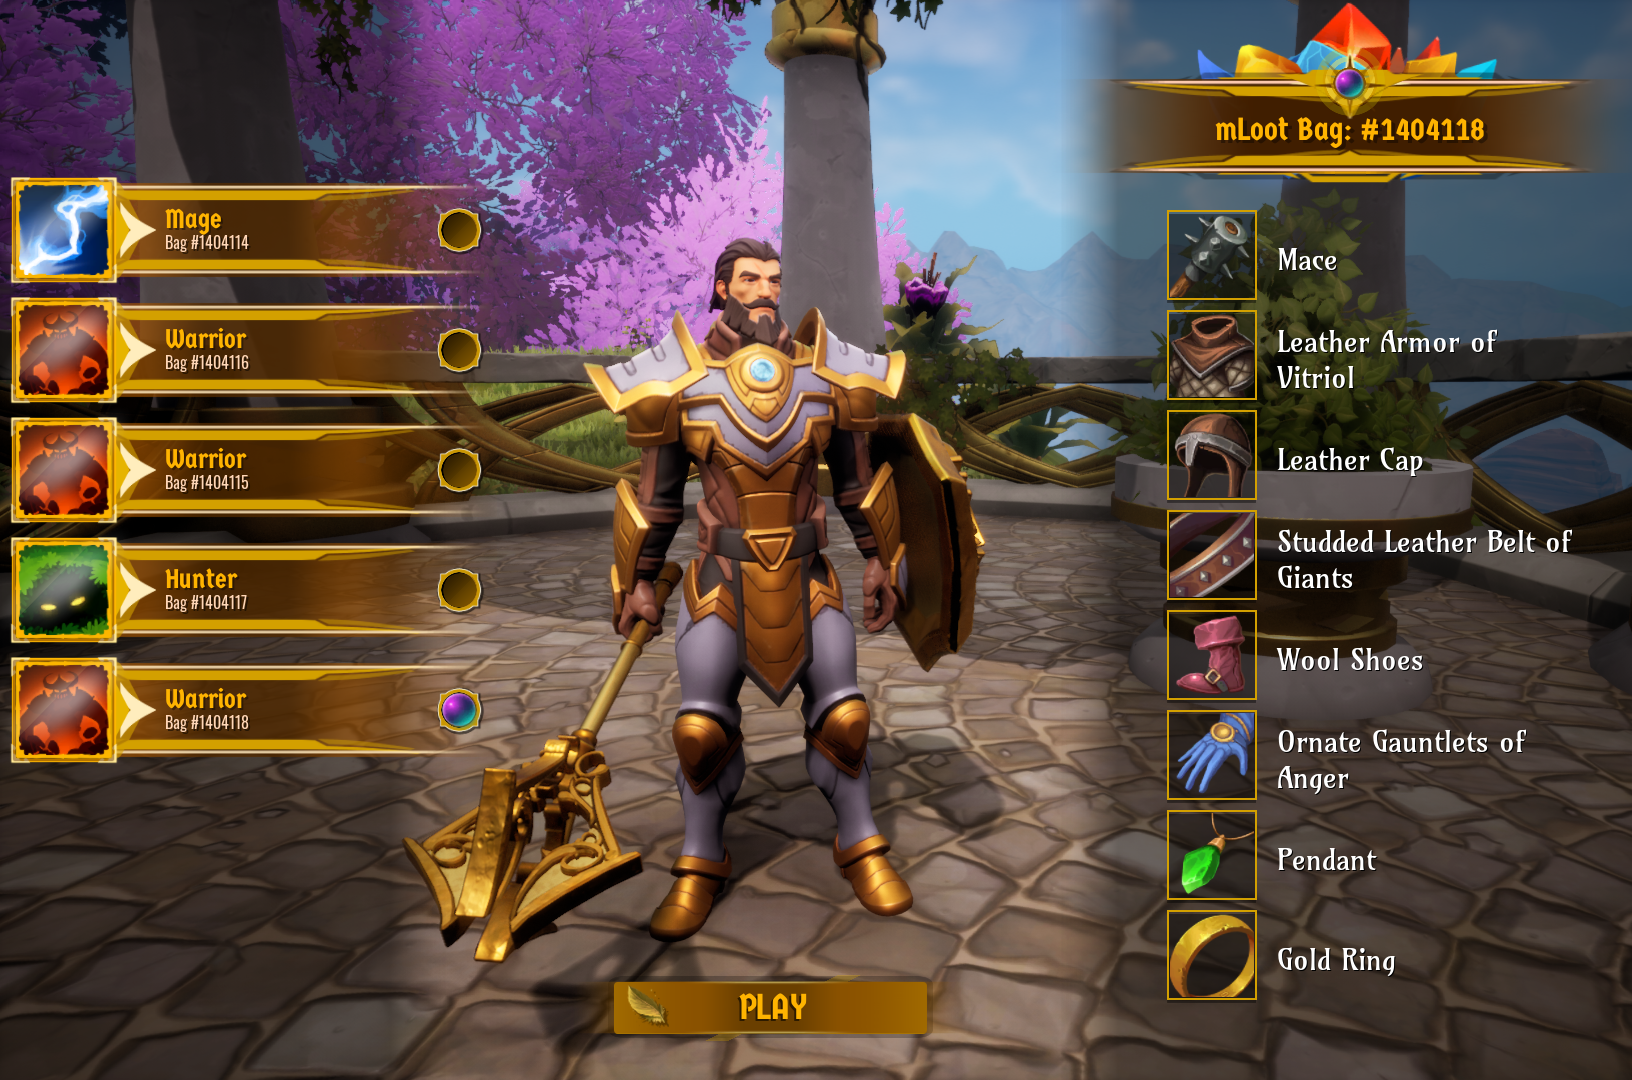 Mage
Bag #1404114
Warrior
Bag #1404116
Warrior
Bag #1404115
Hunter
Bag #1404117
Warrior
Bag #1404118
PLAY
mLoot Bag: #1404118
Mace
Leather Armor of
Vitriol
Leather Cap
Studded Leather Belt of
Giants
Wool Shoes
Ornate Gauntlets of
Anger
Pendant
Gold Ring